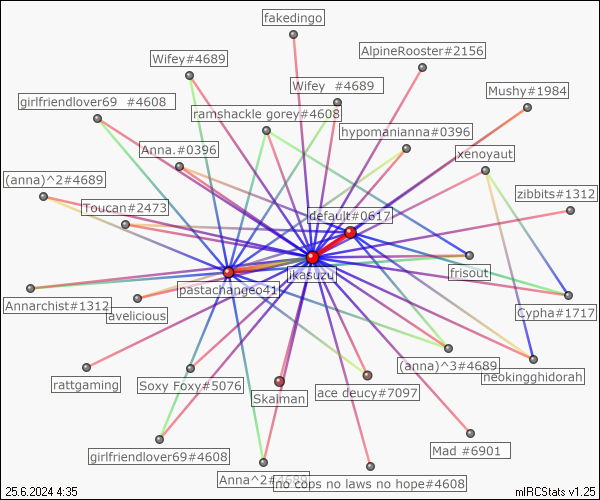 fakedingo
Wifey#4689
AlpineRooster#2156
Wifey  #4689
Mushy#1984
girlfriendlover69  #4608
ramshackle gorey#4608
hypomanianna#0396
Anna.#0396
xenoyaut
(anna)^2#4689
zibbits#1312
Toucan#2473
default#0617
jkasuzu
frisout
pastachangeo41
Annarchist#1312
avelicious
Cypha#1717
(anna)^3#4689
rattgaming
neokingghidorah
Soxy Foxy#5076
ace deucy#7097
Skalman
Mad #6901
girlfriendlover69#4608
Anna^2#4689
no cops no laws no hope#4608
25.6.2024 4:35
mIRCStats v1.25